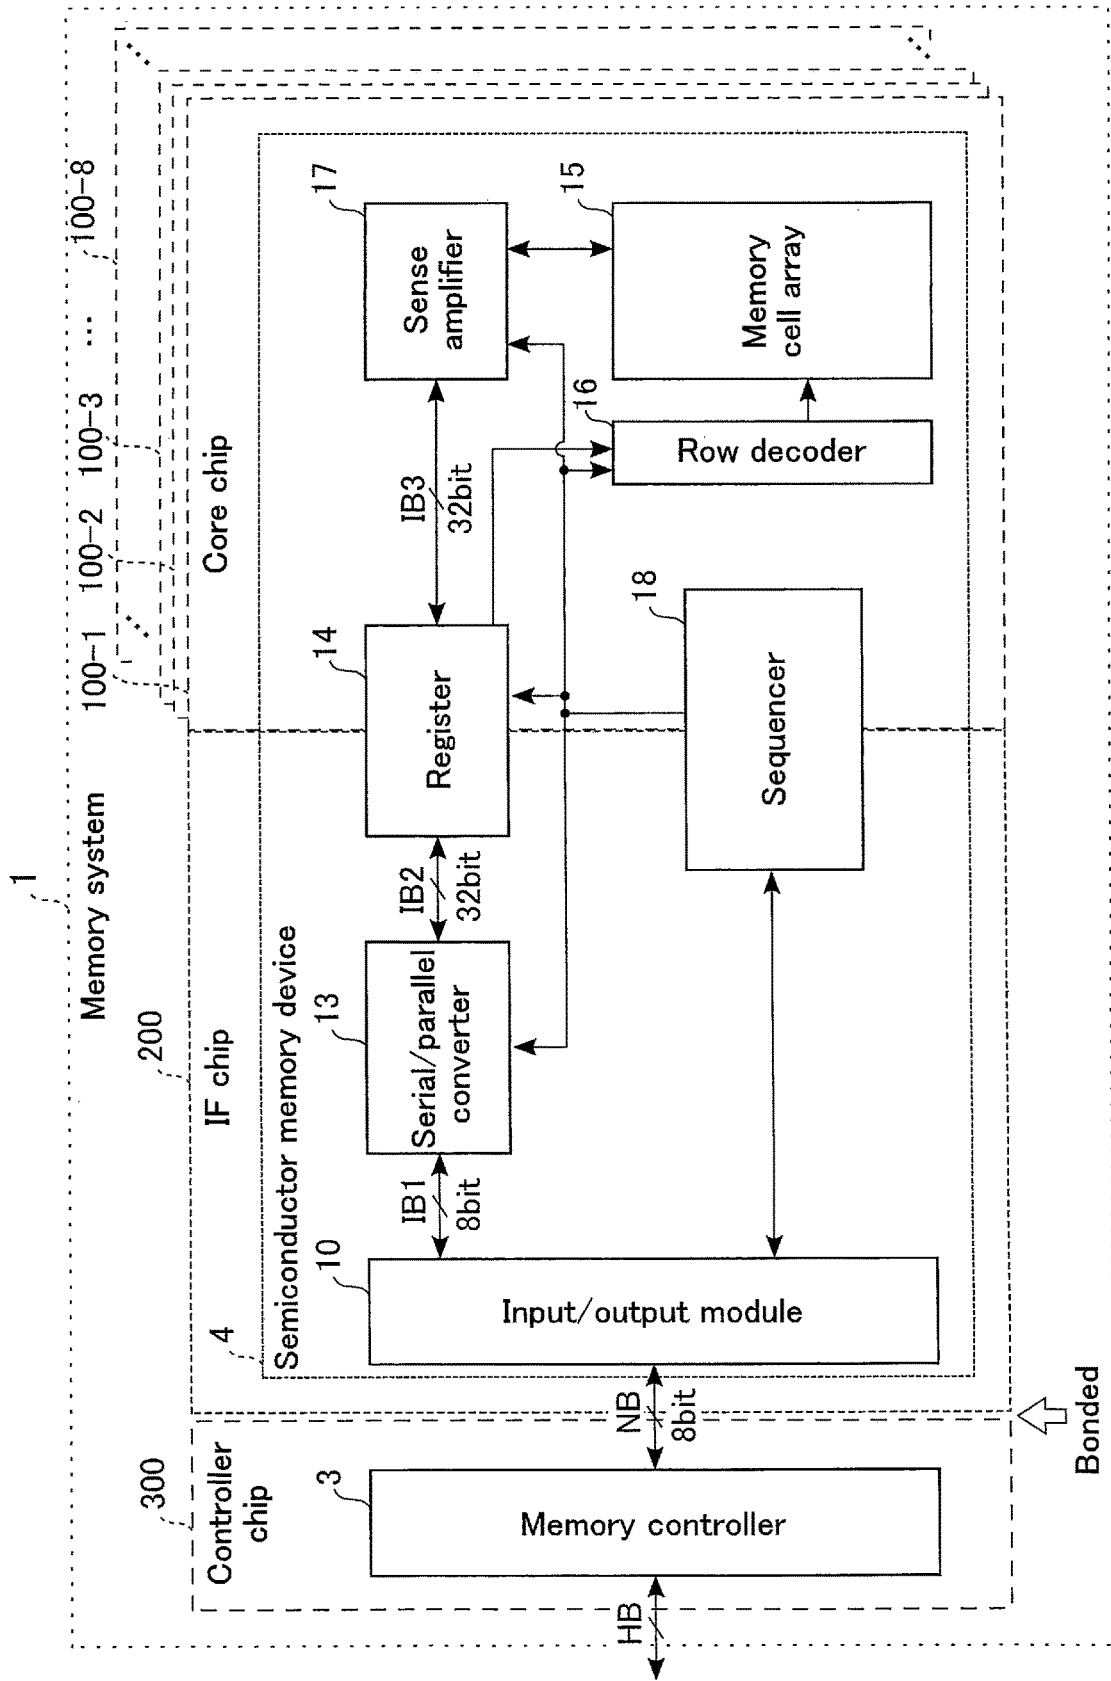 1
Memory system
300
Controller
chip
200
IF chip
100-1
100-2
100-3
...
100-8
Core chip
4
Semiconductor memory device
HB
3
Memory controller
NB
8bit
Bonded
10
Input/output module
IB1
8bit
13
Serial/parallel
converter
IB2
32bit
14
Register
IB3
32bit
17
Sense
amplifier
18
Sequencer
16
Row decoder
15
Memory
cell array